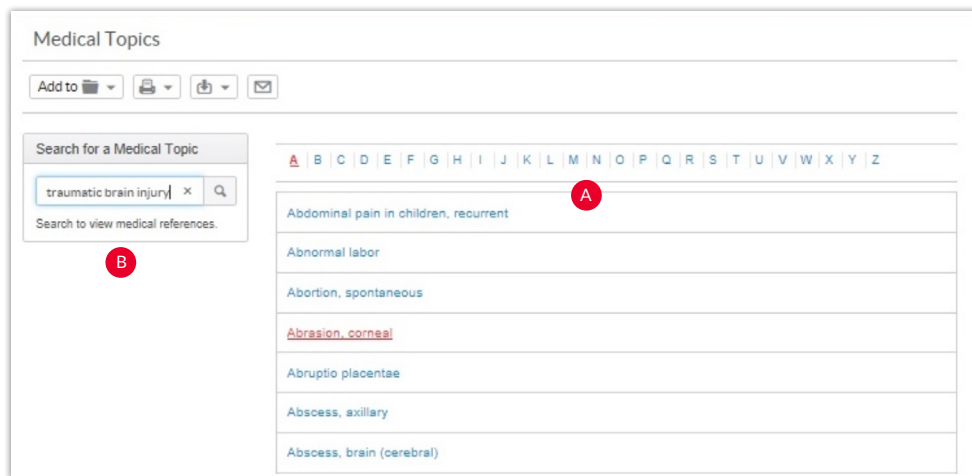 Medical Topics
Add to
Search for a Medical Topic
traumatic brain injury ×
Search to view medical references.
B
A | B | C | D | E | F | G | H | I | J | K | L | M | N | O | P | Q | R | S | T | U | V | W | X | Y | Z
A
Abdominal pain in children, recurrent
Abnormal labor
Abortion, spontaneous
Abrasion, corneal
Abruptio placentae
Abscess, axillary
Abscess, brain (cerebral)